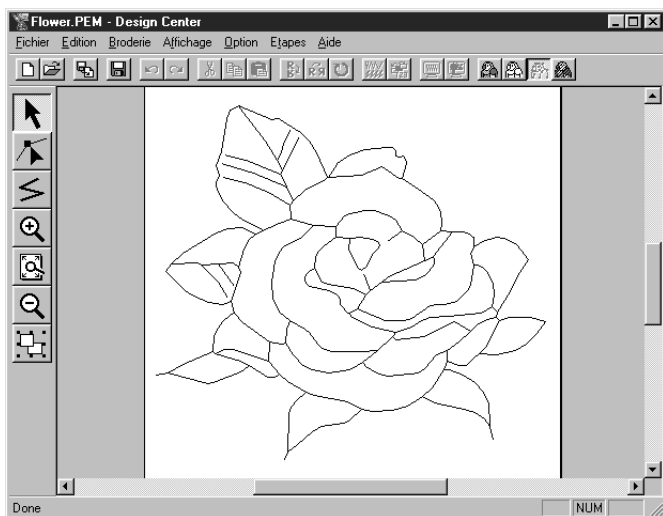 Flower.PEM - Design Center
Fichier Edition Broderie Affichage Option Etapes Aide
Done NUM